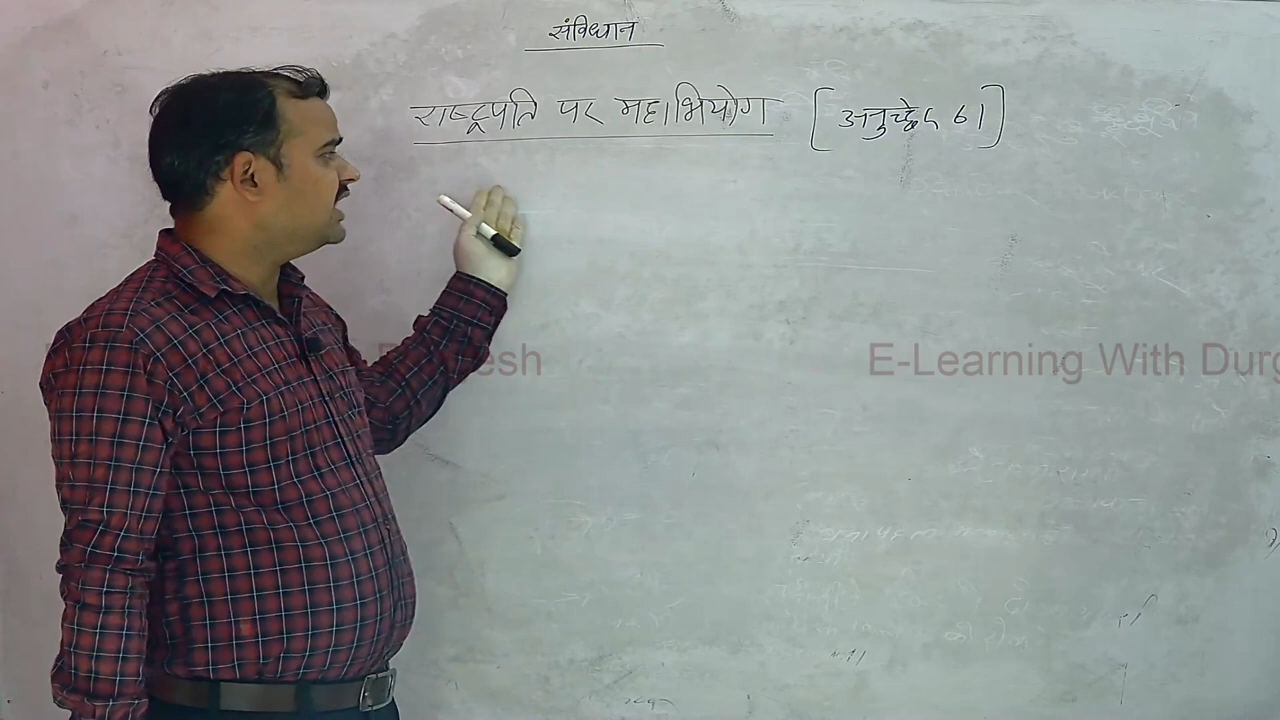 संविधान
राष्ट्रपति पर महाभियोग [अनुच्छेद 61]
E-Learning With Durg